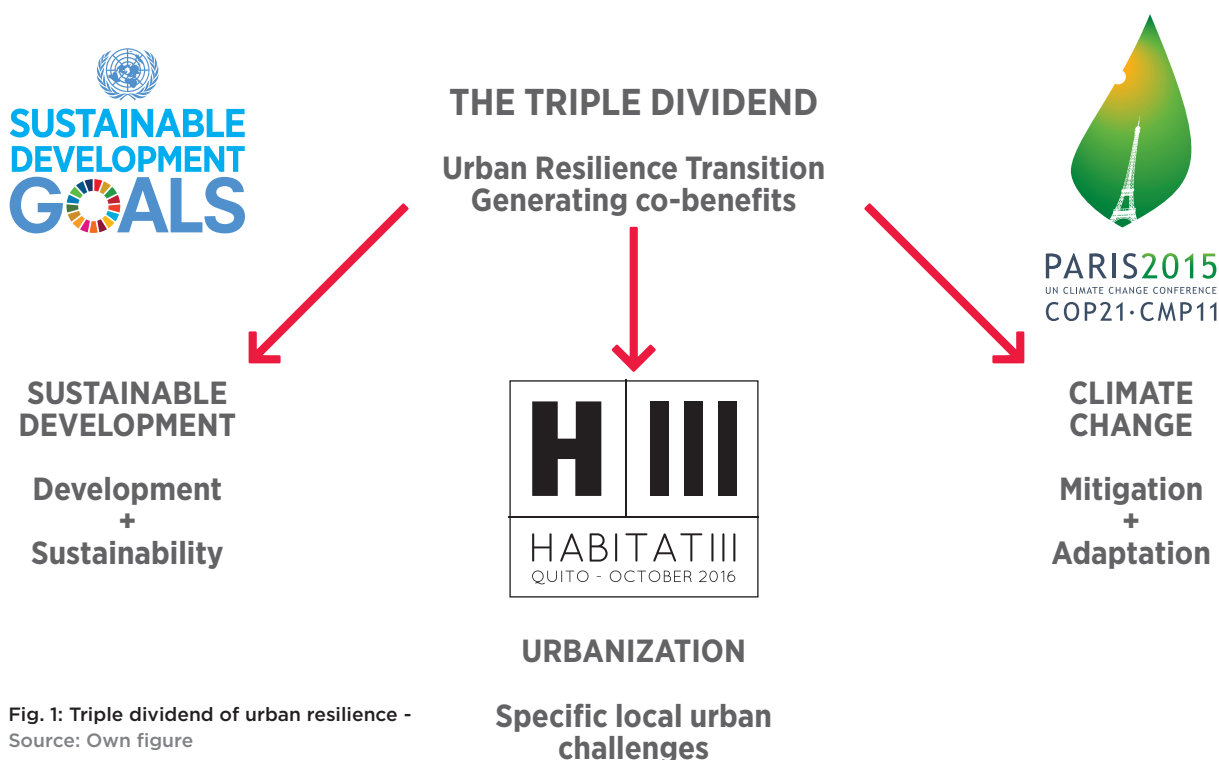 SUSTAINABLE
DEVELOPMENT
GOALS
THE TRIPLE DIVIDEND
Urban Resilience Transition
Generating co-benefits
PARIS2015
UN CLIMATE CHANGE CONFERENCE
COP21·CMP11
SUSTAINABLE
DEVELOPMENT
Development
+
Sustainability
H III
HABITAT III
QUITO - OCTOBER 2016
URBANIZATION
Specific local urban
challenges
CLIMATE
CHANGE
Mitigation
+
Adaptation
Fig. 1: Triple dividend of urban resilience -
Source: Own figure